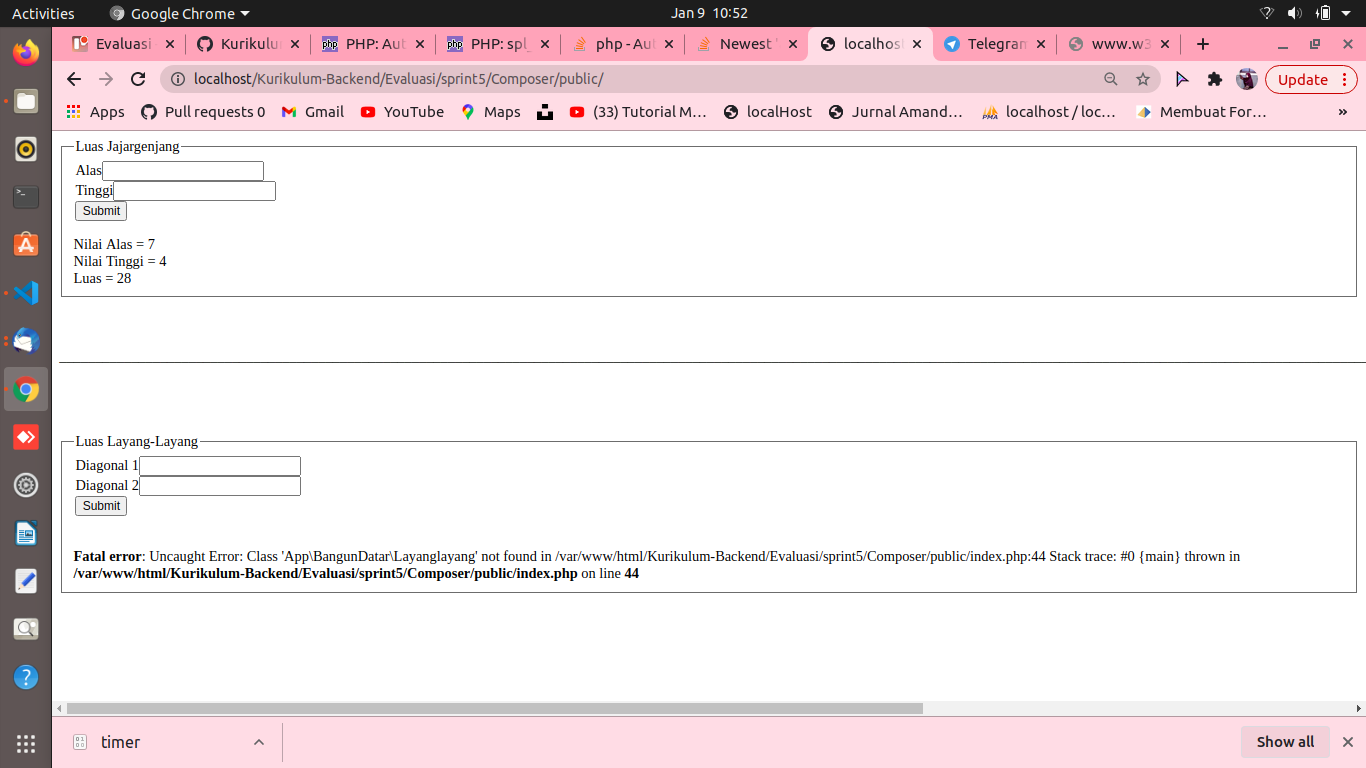 Activities
Google Chrome
Jan 9 10:52
Evaluasi
Kurikulu
php PHP: Aut
php PHP: spl_
php - Aut
Newest '
localhos
Telegram
www.w3
localhost/Kurikulum-Backend/Evaluasi/sprint5/Composer/public/
Update
Apps
Pull requests 0
Gmail
YouTube
Maps
(33) Tutorial M...
localHost
Jurnal Amand...
PMA
localhost / loc...
Membuat For...
»
Luas Jajargenjang
Alas
Tinggi
Submit
Nilai Alas = 7
Nilai Tinggi = 4
Luas = 28
Luas Layang-Layang
Diagonal 1
Diagonal 2
Submit
Fatal error: Uncaught Error: Class 'App\BangunDatar\Layanglayang' not found in /var/www/html/Kurikulum-Backend/Evaluasi/sprint5/Composer/public/index.php:44 Stack trace: #0 {main} thrown in
/var/www/html/Kurikulum-Backend/Evaluasi/sprint5/Composer/public/index.php on line 44
timer
Show all